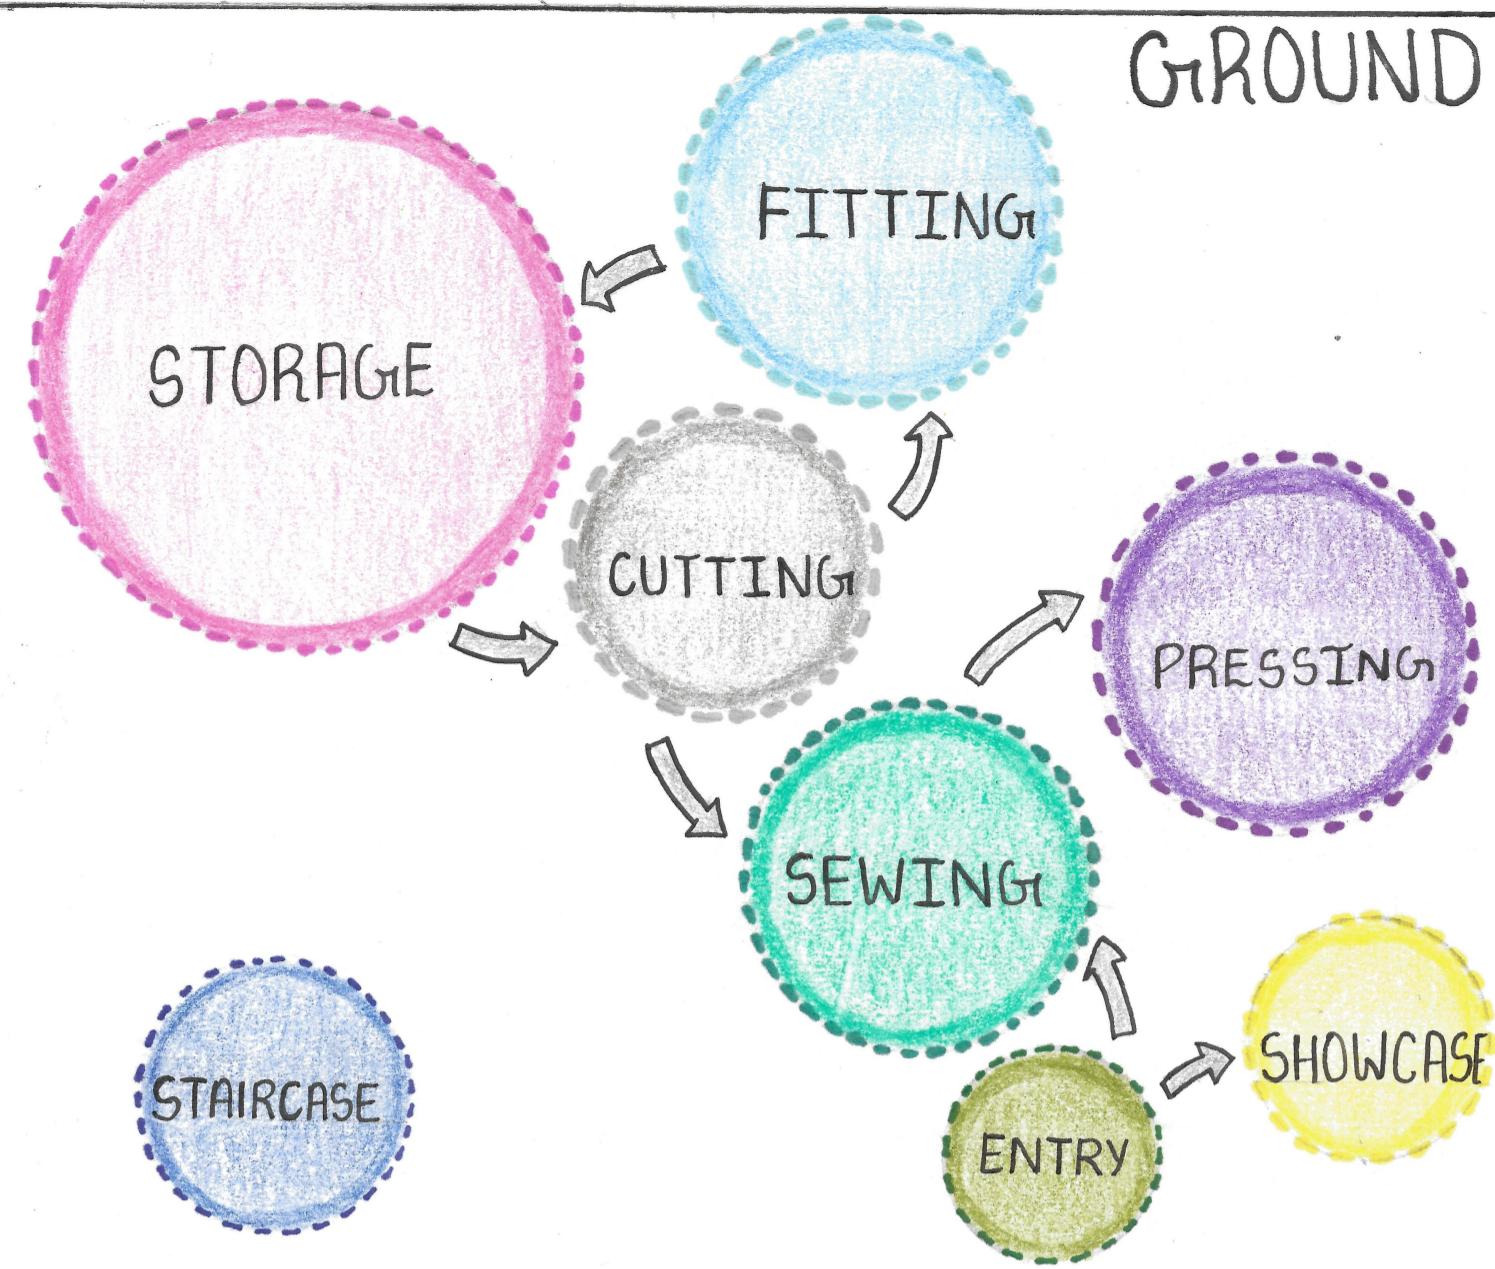 GROUND
FITTING
STORAGE
CUTTING
PRESSING
SEWING
SHOWCASE
STAIRCASE
ENTRY